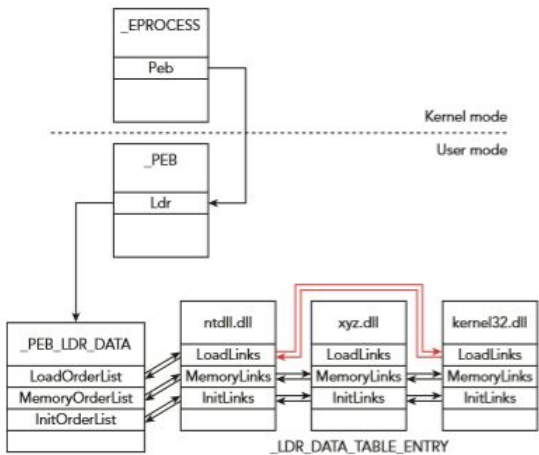 _EPROCESS
Peb
Kernel mode
User mode
_PEB
Ldr
_PEB_LDR_DATA
LoadOrderList
MemoryOrderList
InitOrderList
ntdll.dll
LoadLinks
MemoryLinks
InitLinks
xyz.dll
LoadLinks
MemoryLinks
InitLinks
kernel32.dll
LoadLinks
MemoryLinks
InitLinks
_LDR_DATA_TABLE_ENTRY